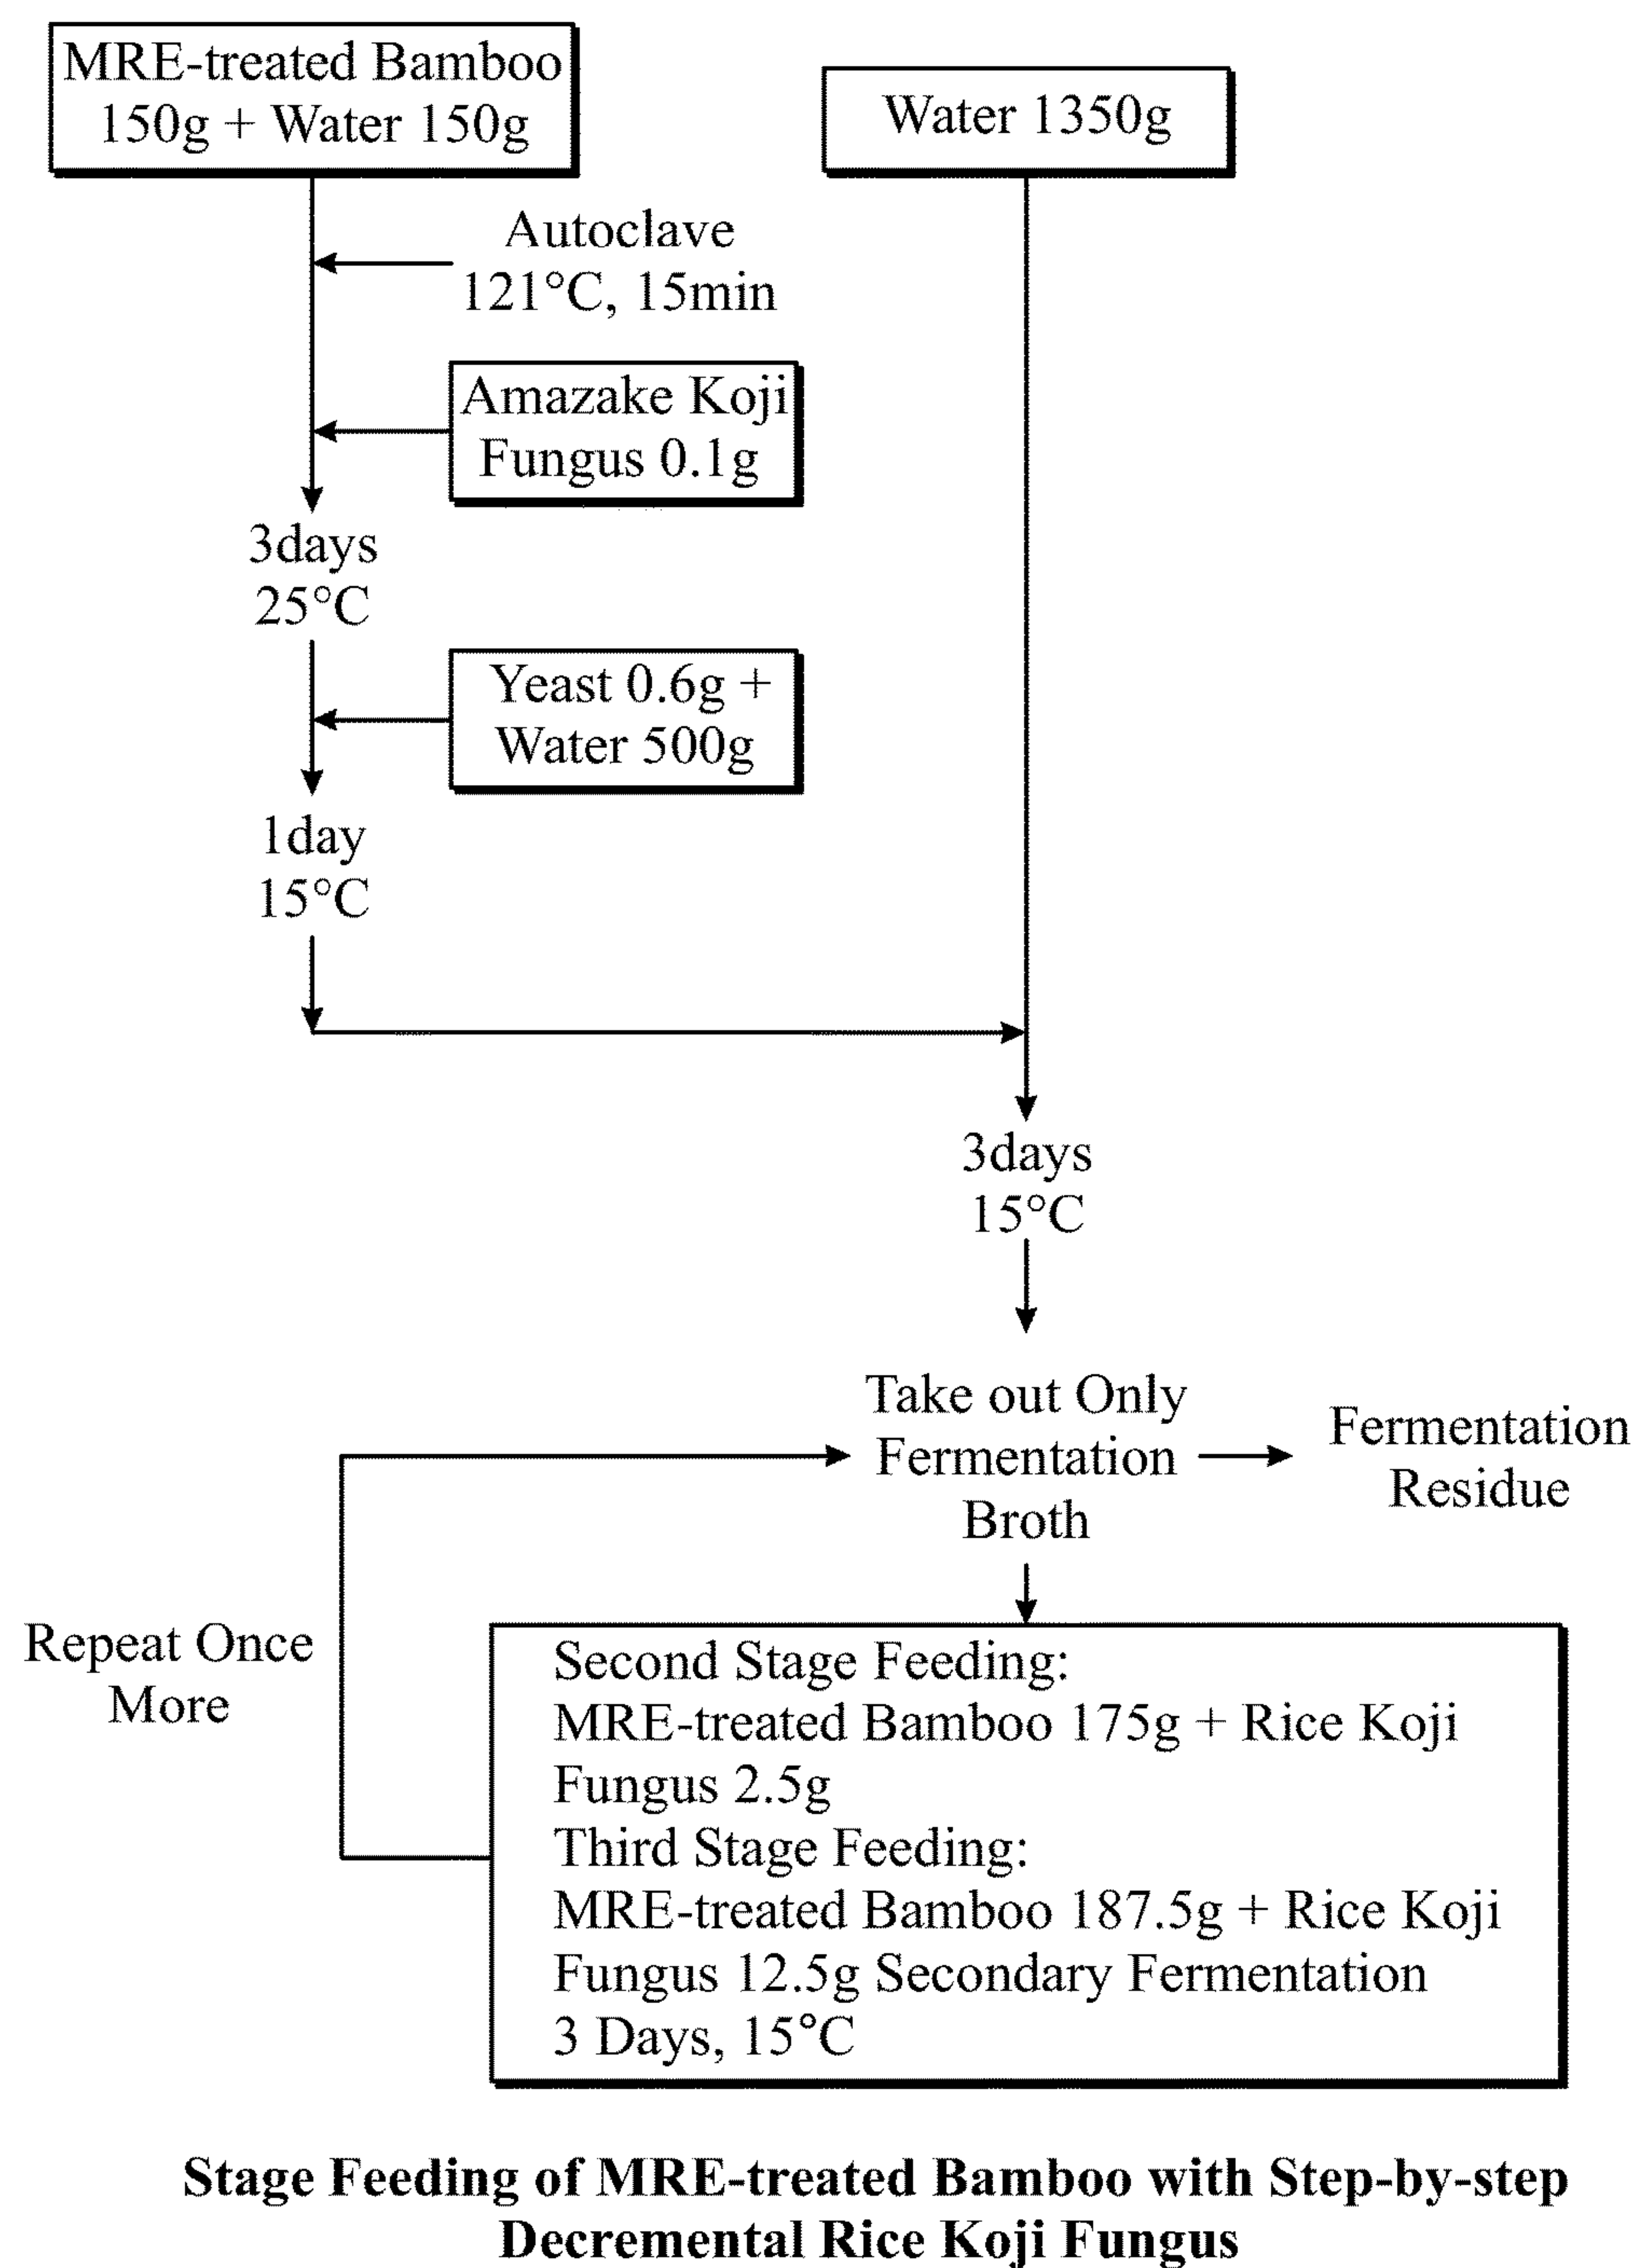 MRE-treated Bamboo
150g + Water 150g
Water 1350g
Autoclave
121°C, 15min
Amazake Koji
Fungus 0.1g
3days
25°C
Yeast 0.6g +
Water 500g
1day
15°C
3days
15°C
Take out Only
Fermentation
Broth
Fermentation
Residue
Repeat Once
More
Second Stage Feeding:
MRE-treated Bamboo 175g + Rice Koji
Fungus 2.5g
Third Stage Feeding:
MRE-treated Bamboo 187.5g + Rice Koji
Fungus 12.5g Secondary Fermentation
3 Days, 15°C
Stage Feeding of MRE-treated Bamboo with Step-by-step
Decremental Rice Koji Fungus